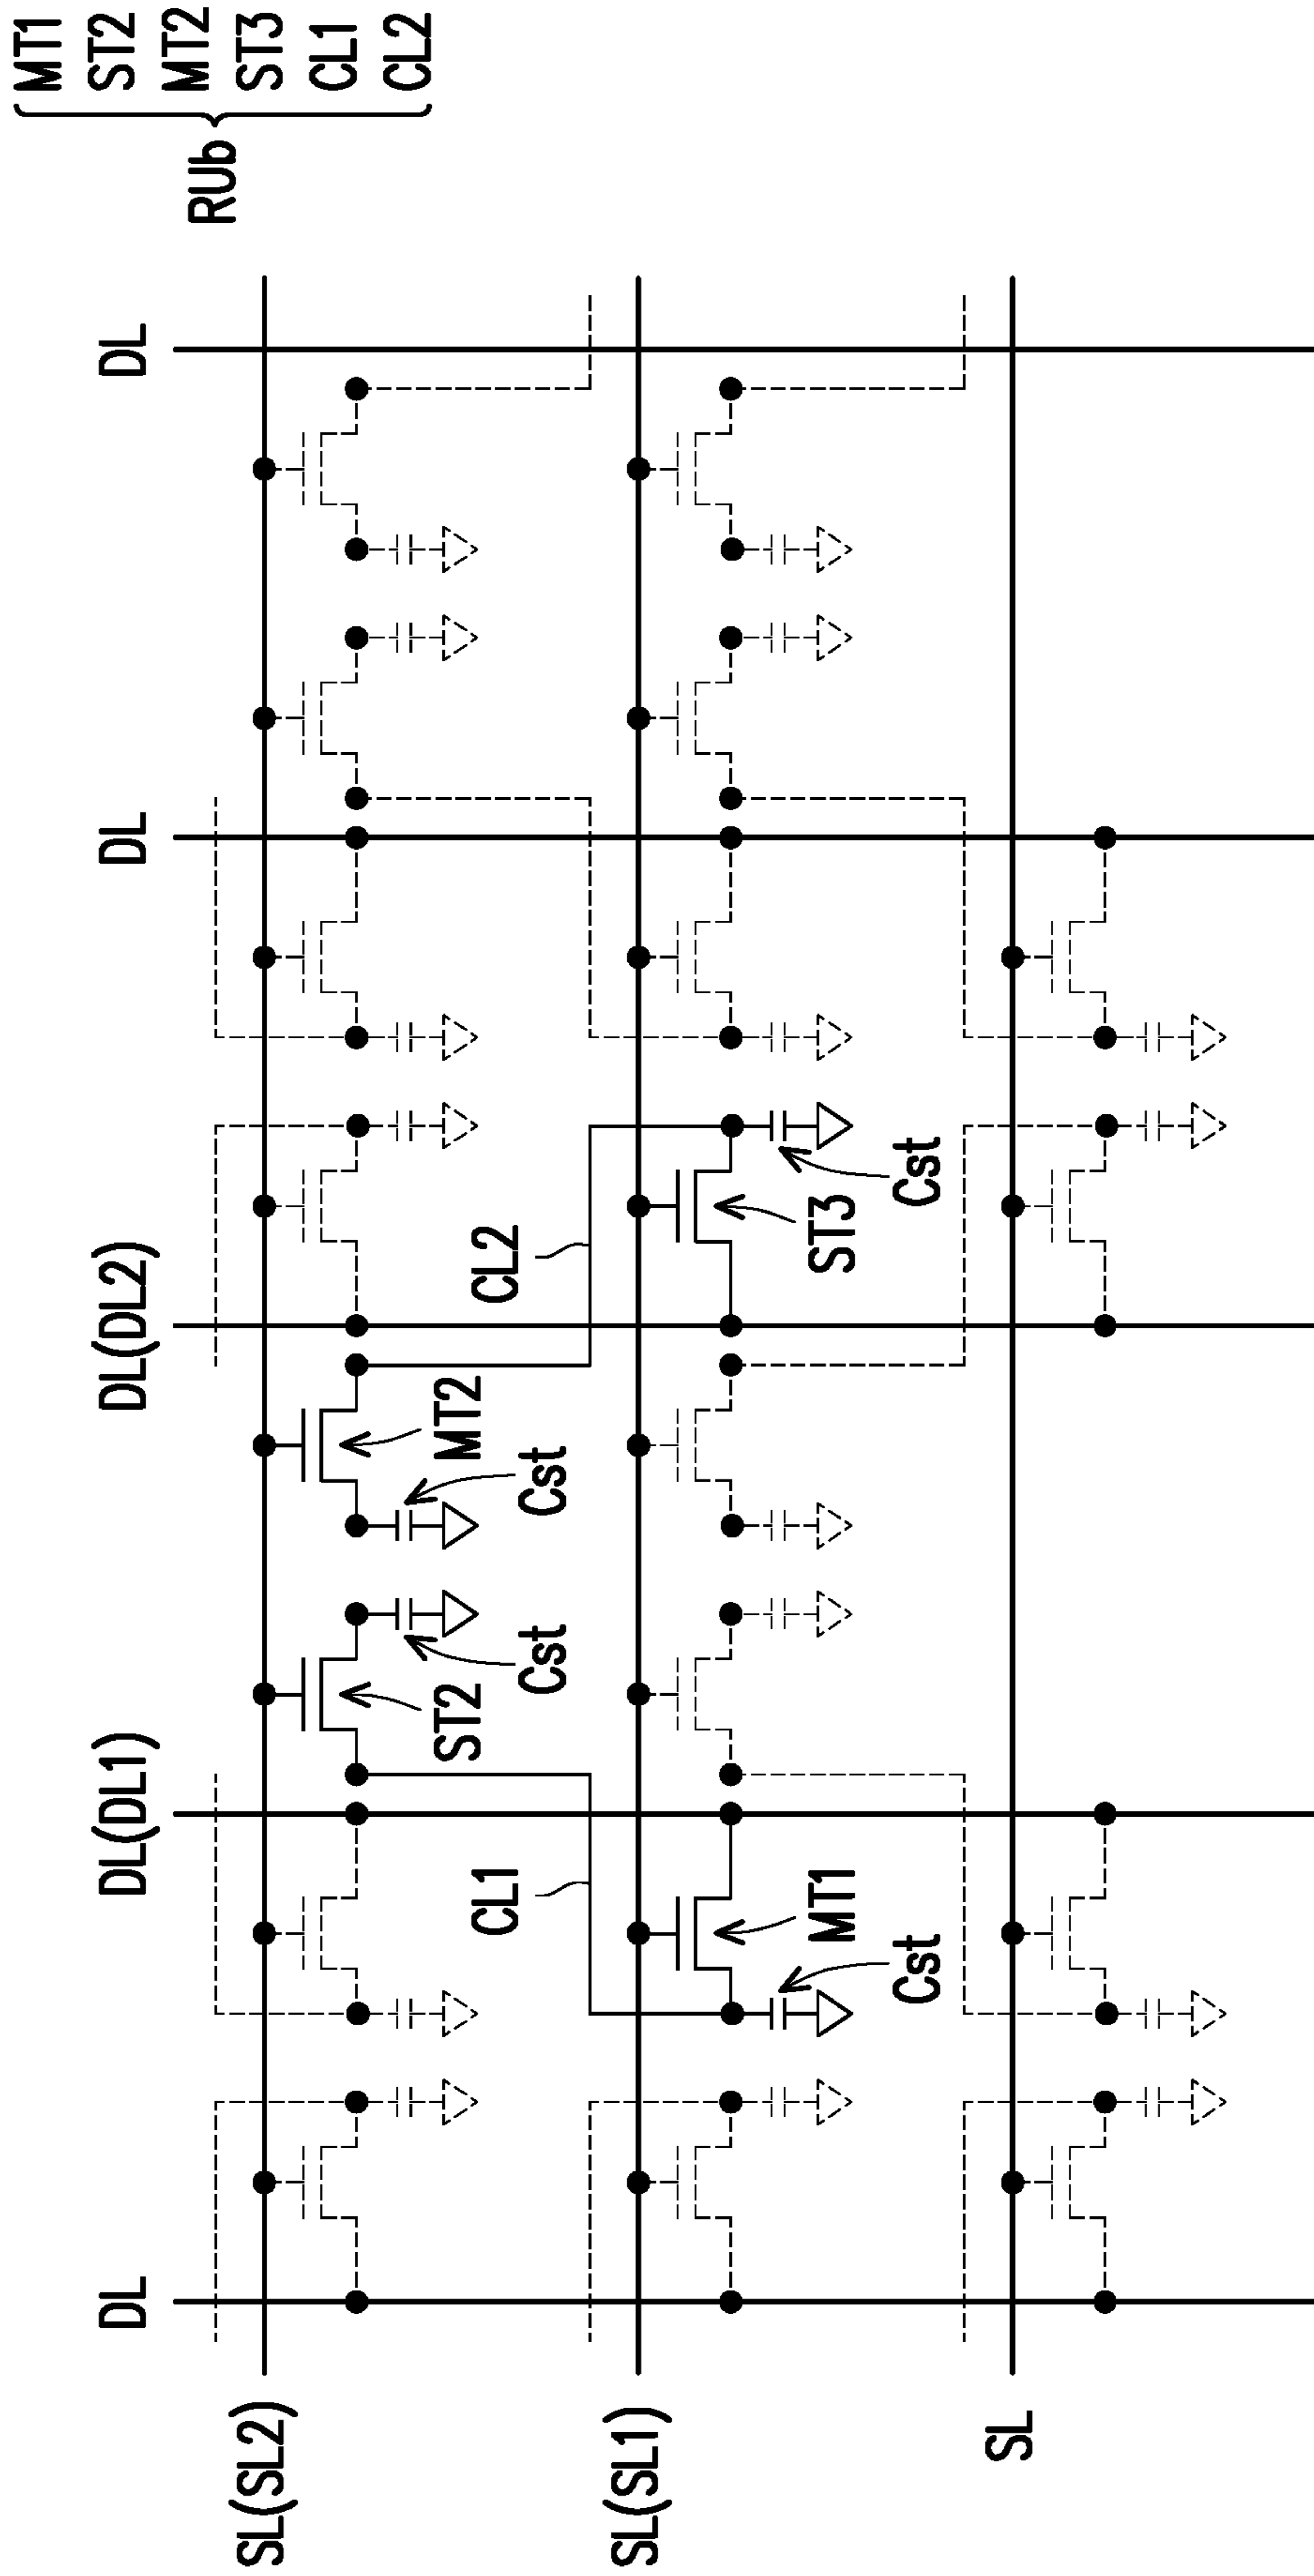 RUb
MT1
ST2
MT2
ST3
CL1
CL2
DL
DL(DL1)
DL(DL2)
DL
DL
SL(SL2)
ST2
MT2
Cst
Cst
CL1
CL2
SL(SL1)
MT1
ST3
Cst
Cst
SL